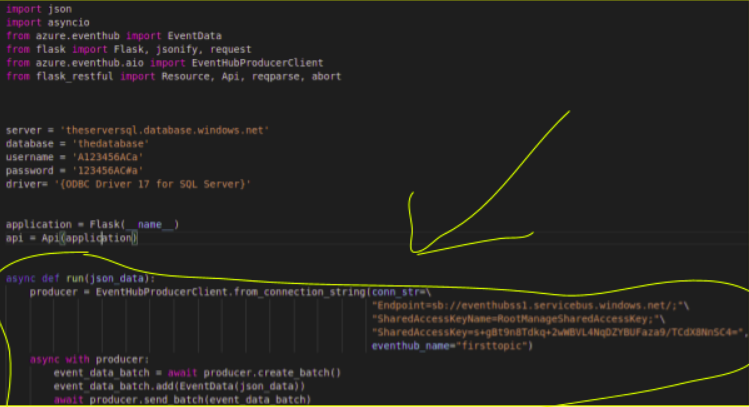 import json
import asyncio
from azure.eventhub import EventData
from flask import Flask, jsonify, request
from azure.eventhub.aio import EventHubProducerClient
from flask_restful import Resource, Api, reqparse, abort
server = 'theserversql.database.windows.net'
database = 'thedatabase'
username = 'A123456ACa'
password = '123456AC#a'
driver= '{ODBC Driver 17 for SQL Server}'
application = Flask(__name__)
api = Api(application)
async def run(json_data):
producer = EventHubProducerClient.from_connection_string(conn_str=\
"Endpoint=sb://eventhubss1.servicebus.windows.net/;"\
"SharedAccessKeyName=RootManageSharedAccessKey;"\
"SharedAccessKey=s+gBt9n8Tdkq+2wWBVL4NqDZYBUFaza9/TCdX8NnSC4=",
eventhub_name="firsttopic")
async with producer:
event_data_batch = await producer.create_batch()
event_data_batch.add(EventData(json_data))
await producer.send_batch(event_data_batch)